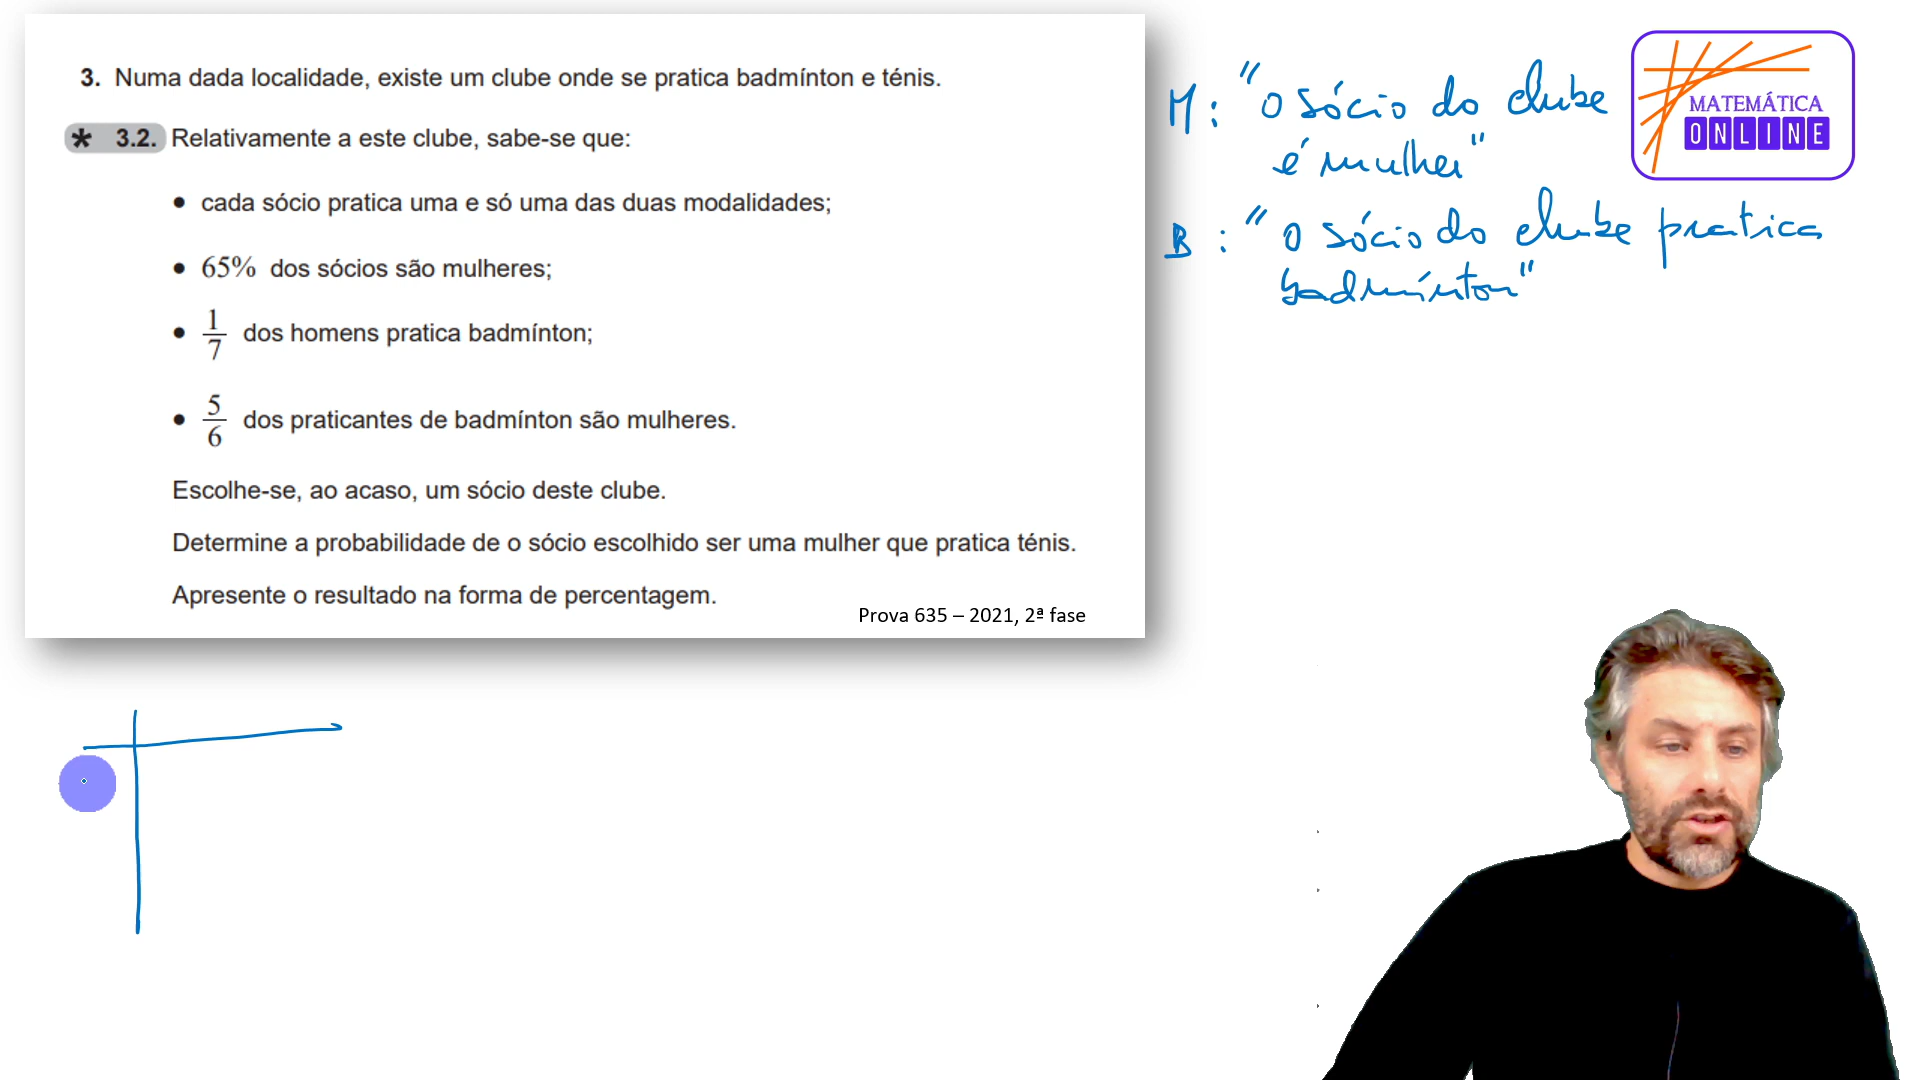 3. Numa dada localidade, existe um clube onde se pratica badmínton e ténis.
* 3.2. Relativamente a este clube, sabe-se que:
• cada sócio pratica uma e só uma das duas modalidades;
• 65% dos sócios são mulheres;
• 1/7 dos homens pratica badmínton;
• 5/6 dos praticantes de badmínton são mulheres.
Escolhe-se, ao acaso, um sócio deste clube.
Determine a probabilidade de o sócio escolhido ser uma mulher que pratica ténis.
Apresente o resultado na forma de percentagem.
Prova 635 – 2021, 2ª fase
M: "O sócio do clube
é mulher"
B: "O sócio do clube pratica
badmínton"
MATEMÁTICA
ONLINE